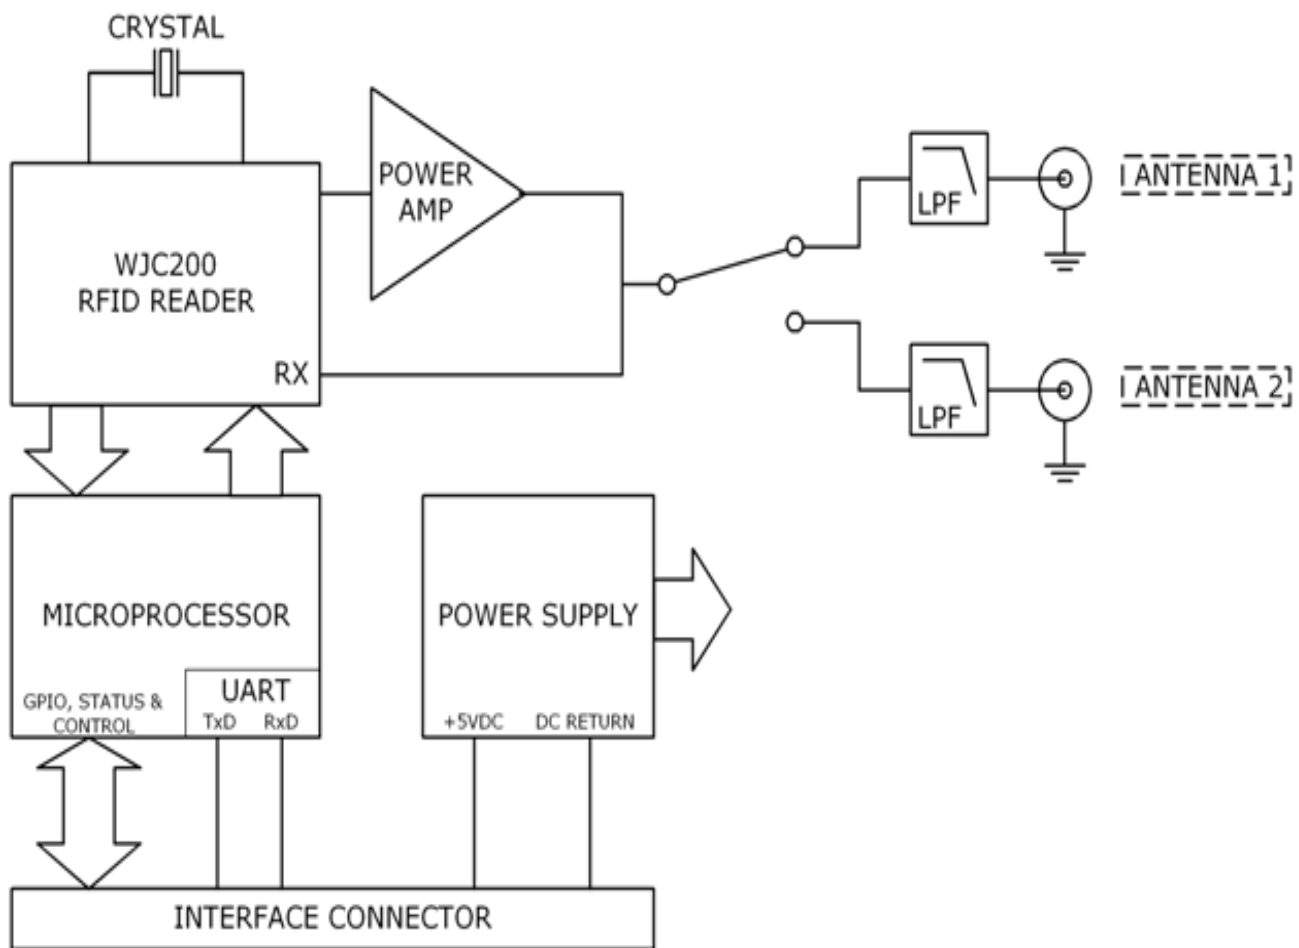 CRYSTAL
POWER
AMP
WJC200
RFID READER
RX
LPF
ANTENNA 1
LPF
ANTENNA 2
MICROPROCESSOR
GPIO, STATUS &
CONTROL
UART
TxD RxD
POWER SUPPLY
+5VDC DC RETURN
INTERFACE CONNECTOR